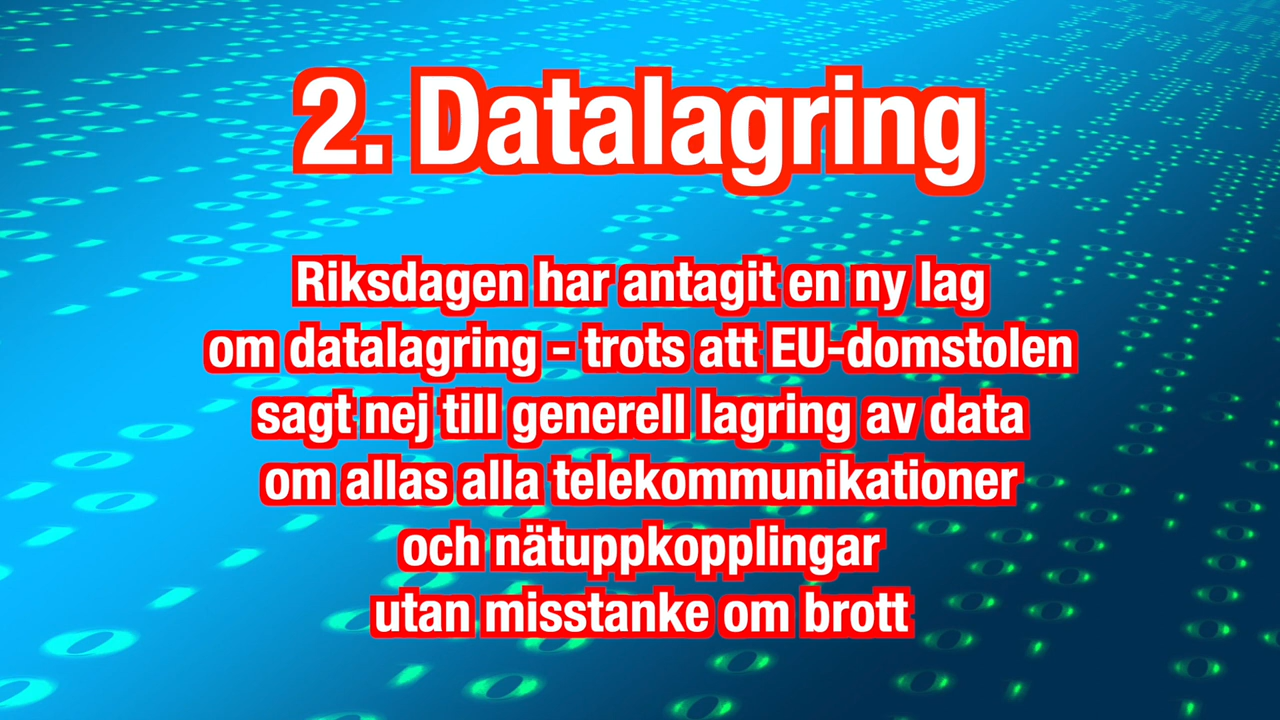 2. Datalagring
Riksdagen har antagit en ny lag
om datalagring - trots att EU-domstolen
sagt nej till generell lagring av data
om allas alla telekommunikationer
och nätuppkopplingar
utan misstanke om brott